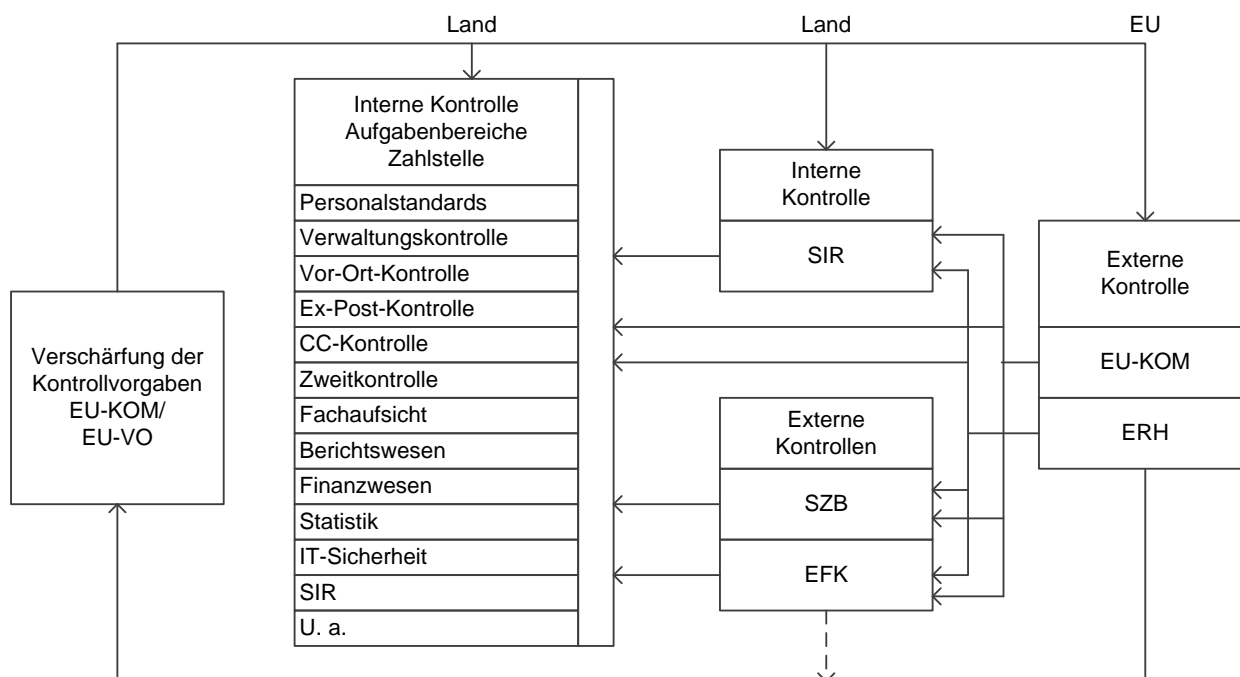 Land
Land
EU
Verschärfung der
Kontrollvorgaben
EU-KOM/
EU-VO
Interne Kontrolle
Aufgabenbereiche
Zahlstelle
Personalstandards
Verwaltungskontrolle
Vor-Ort-Kontrolle
Ex-Post-Kontrolle
CC-Kontrolle
Zweitkontrolle
Fachaufsicht
Berichtswesen
Finanzwesen
Statistik
IT-Sicherheit
SIR
U. a.
Interne
Kontrolle
SIR
Externe
Kontrollen
SZB
EFK
Externe
Kontrolle
EU-KOM
ERH